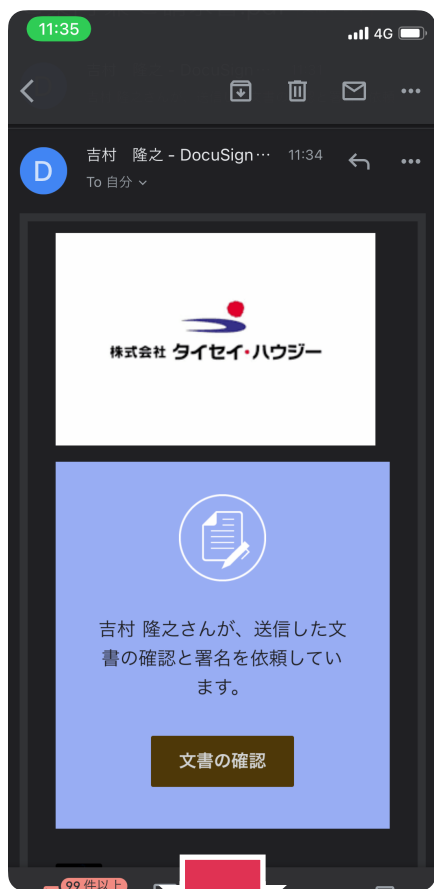 11:35
4G
吉村 隆之 - DocuSign… 11:34
To 自分
D
株式会社 タイセイ・ハウジー
吉村 隆之さんが、送信した文
書の確認と署名を依頼してい
ます。
文書の確認
99 件以上